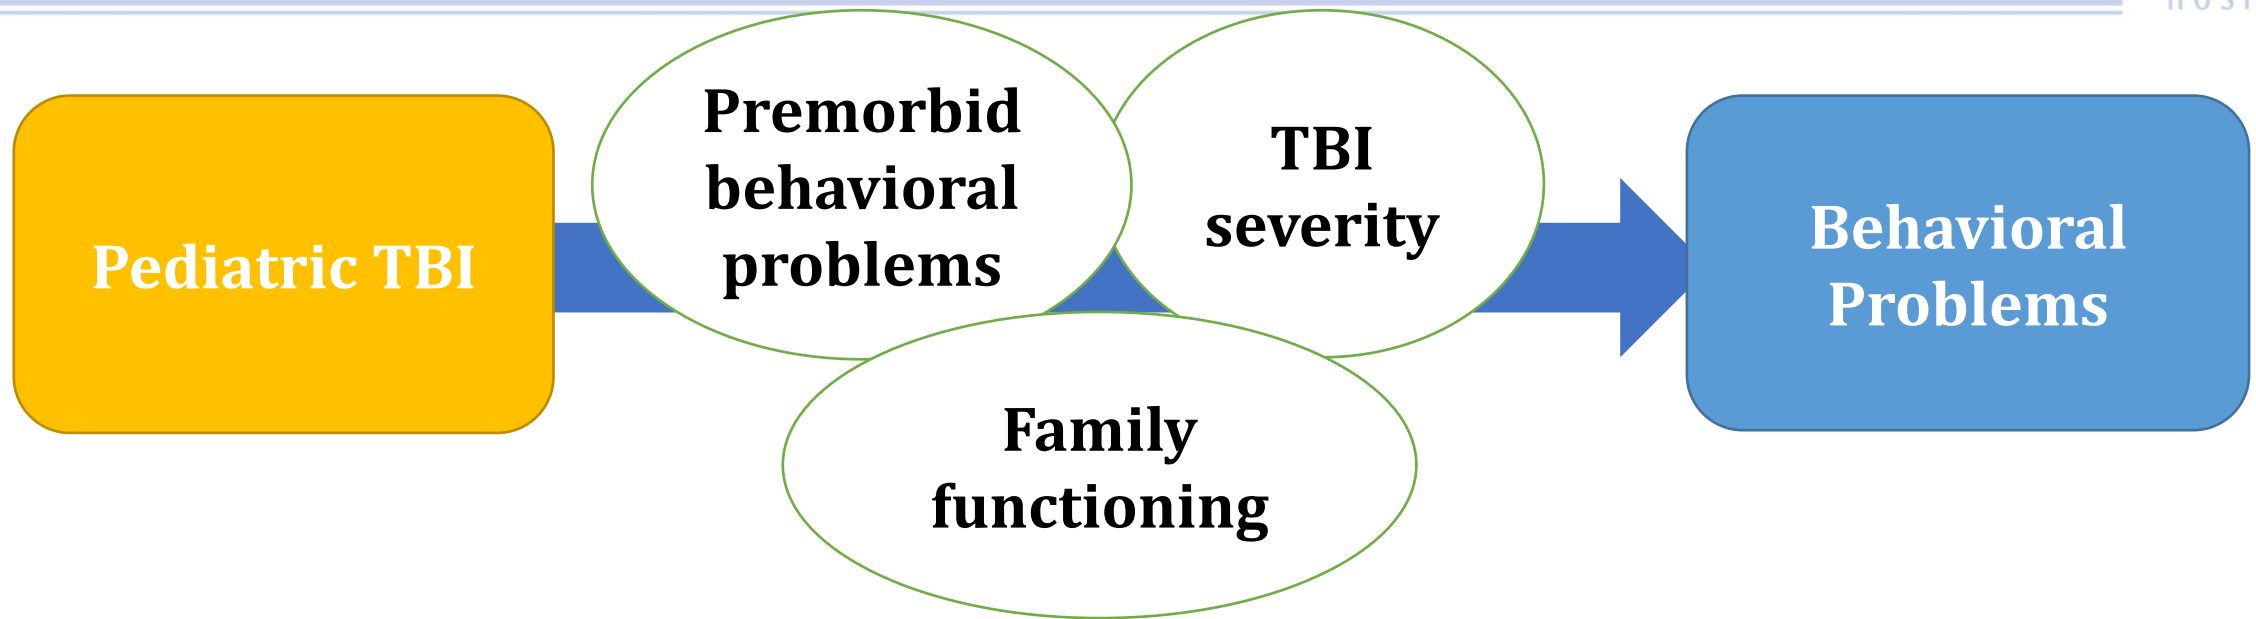 Pediatric TBI
Premorbid
behavioral
problems
TBI
severity
Family
functioning
Behavioral
Problems